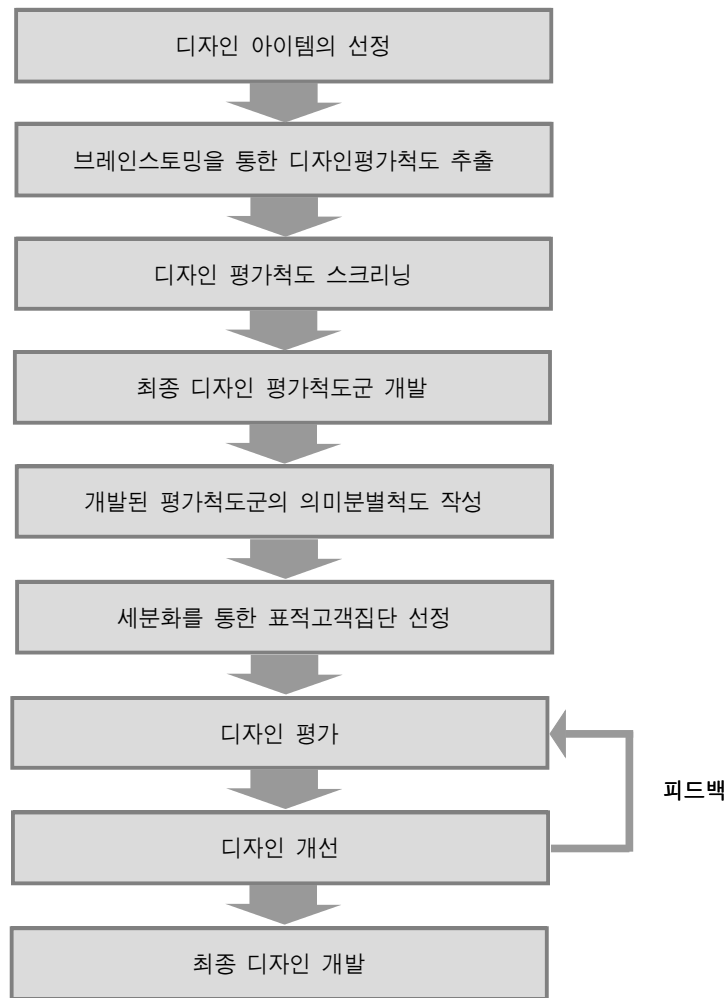 디자인 아이템의 선정
브레인스토밍을 통한 디자인평가척도 추출
디자인 평가척도 스크리닝
최종 디자인 평가척도군 개발
개발된 평가척도군의 의미분별척도 작성
세분화를 통한 표적고객집단 선정
디자인 평가
피드백
디자인 개선
최종 디자인 개발